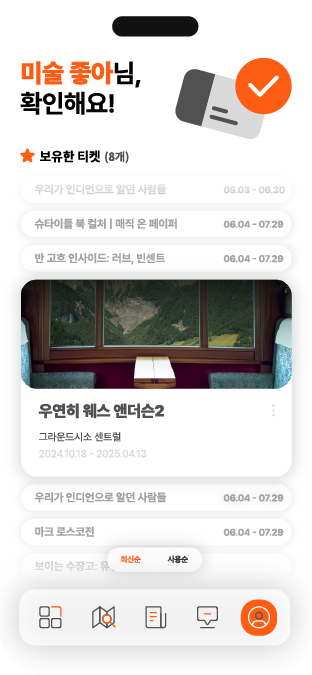 미술 좋아님,
확인해요!
보유한 티켓 (8개)
우리가 인디언으로 알던 사람들 05.03 - 06.30
슈타이들 북 컬처 | 매직 온 페이퍼 06.04 - 07.29
반 고흐 인사이드: 러브, 빈센트 06.04 - 07.29
우연히 웨스 앤더슨2
그라운드시소 센트럴
2024.10.18 - 2025.04.13
우리가 인디언으로 알던 사람들 06.04 - 07.29
마크 로스코전 06.04 - 07.29
최신순 사용순
보이는 수장고: